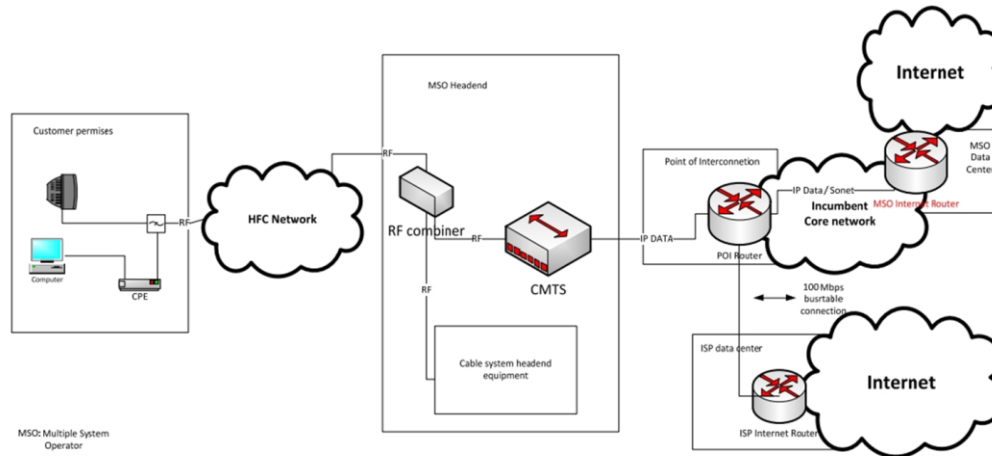 Internet
MSO Headend
Customer permises
MSO
Data
Center
Point of Interconnetion
RF
IP Data/ Sonet
Incumbent
Core network
MSO Internet Router
HFC Network
RF
RF combiner
RF
IP DATA
POI Router
CMTS
Computer
CPE
RF
100 Mbps
busrtable
connection
ISP data center
Cable system headend
equipment
Internet
ISP Internet Router
MSO: Multiple System
Operator